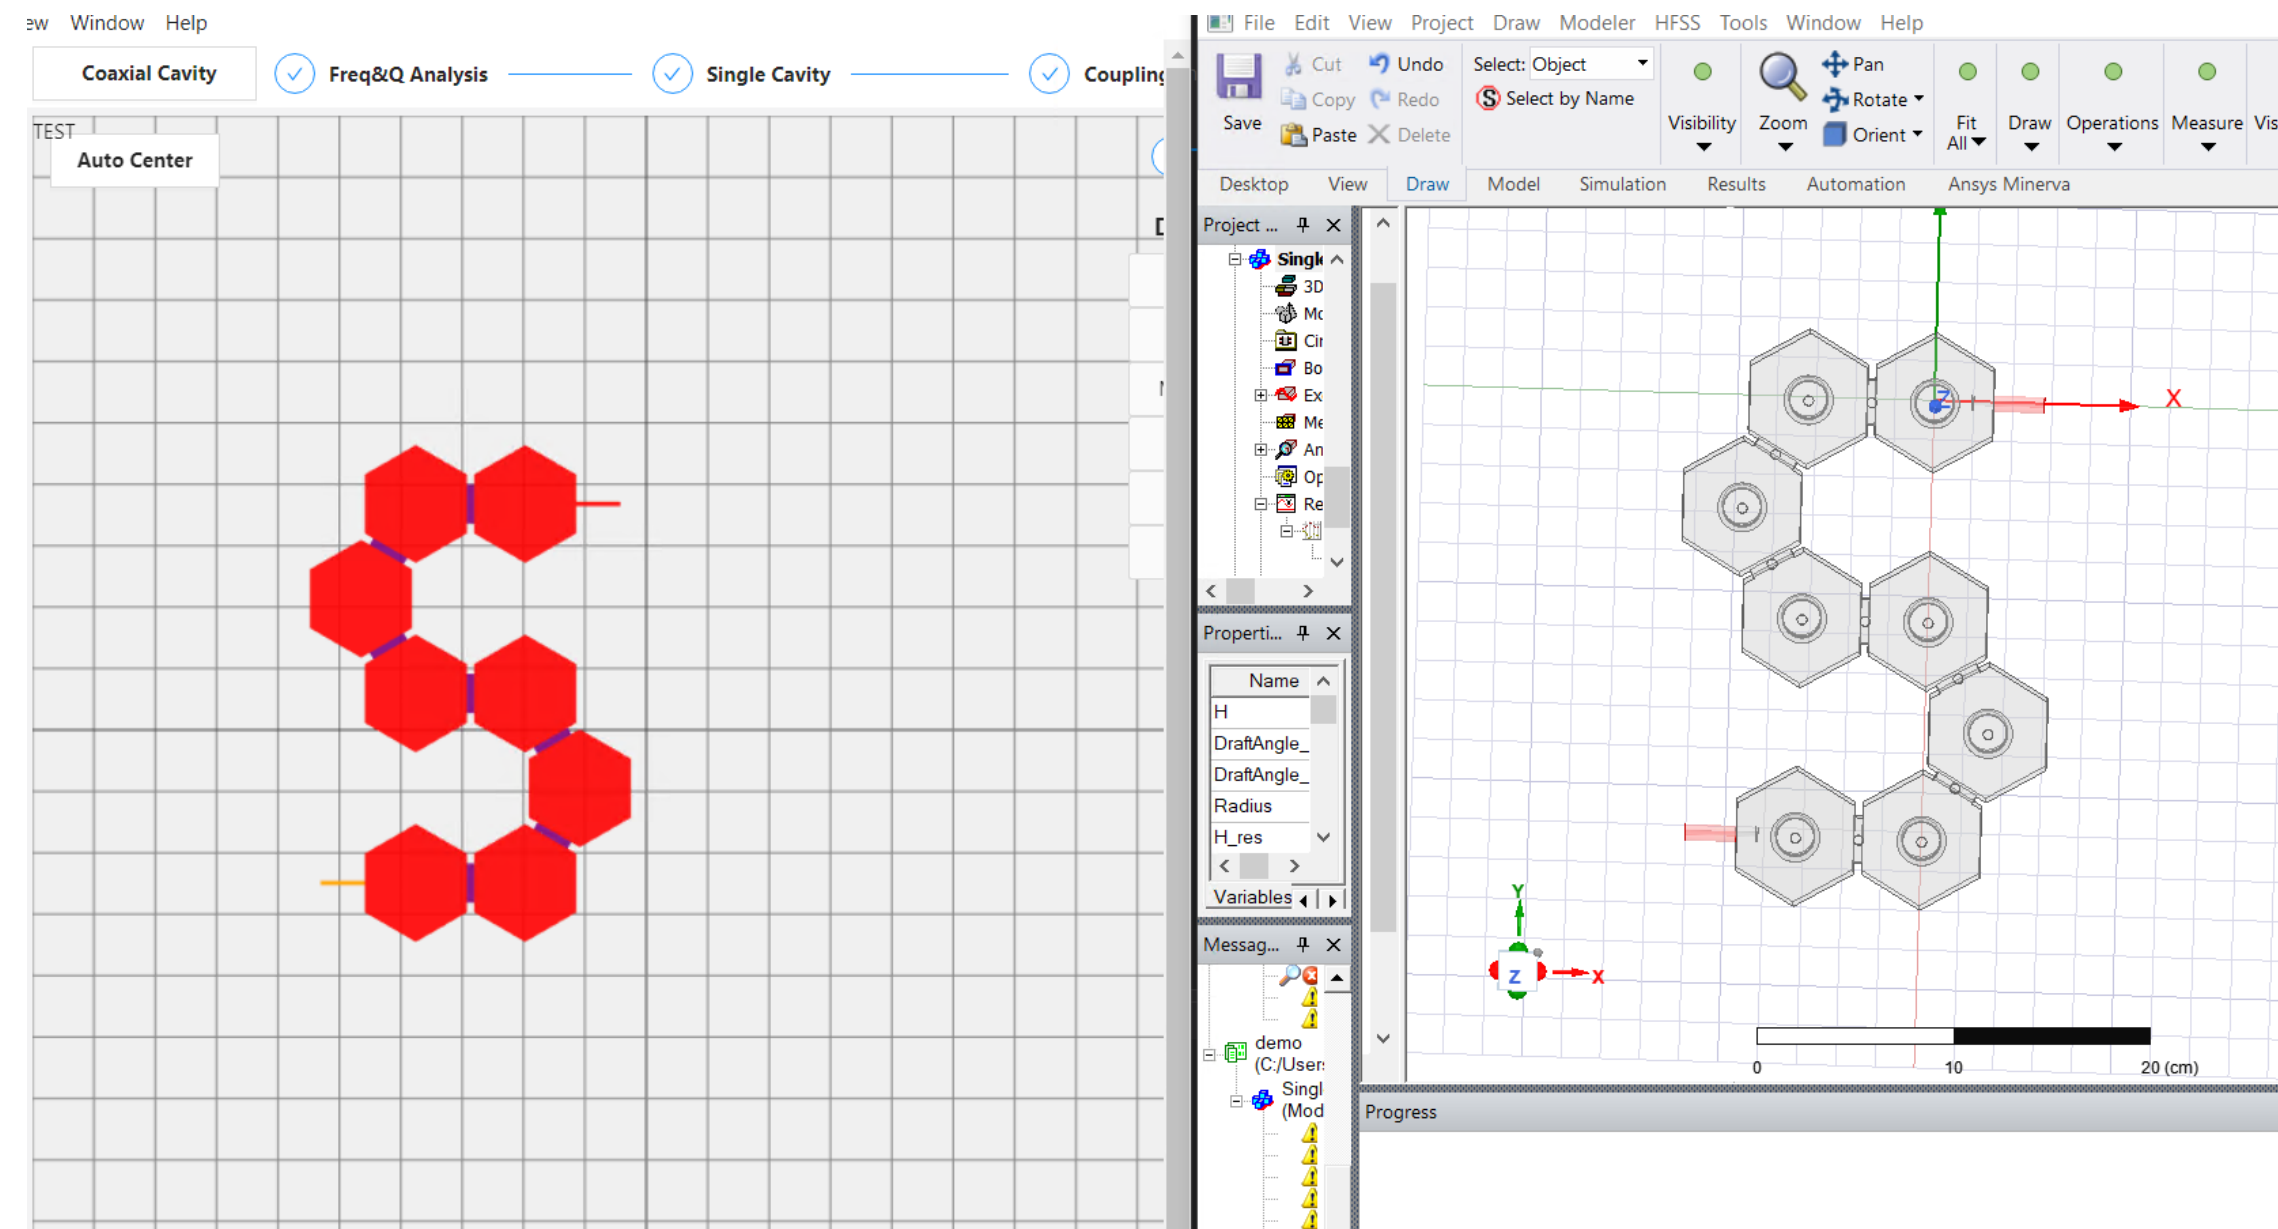 ew Window Help
Coaxial Cavity Freq&Q Analysis Single Cavity Coupling
TEST
Auto Center
File Edit View Project Draw Modeler HFSS Tools Window Help
Save
Cut
Copy
Paste
Undo
Redo
Delete
Select: Object
Select by Name
Visibility
Zoom
Pan
Rotate
Orient
Fit
All
Draw
Operations
Measure
Vis
Desktop View Draw Model Simulation Results Automation Ansys Minerva
Project ...
Singl
3D
Mo
Cir
Bo
Ex
Me
An
Op
Re
Properti...
Name
H
DraftAngle_
DraftAngle_
Radius
H_res
Variables
Messag...
demo
(C:/User
Singl
(Mod
Z
X
Y
Z
X
0 10 20 (cm)
Progress